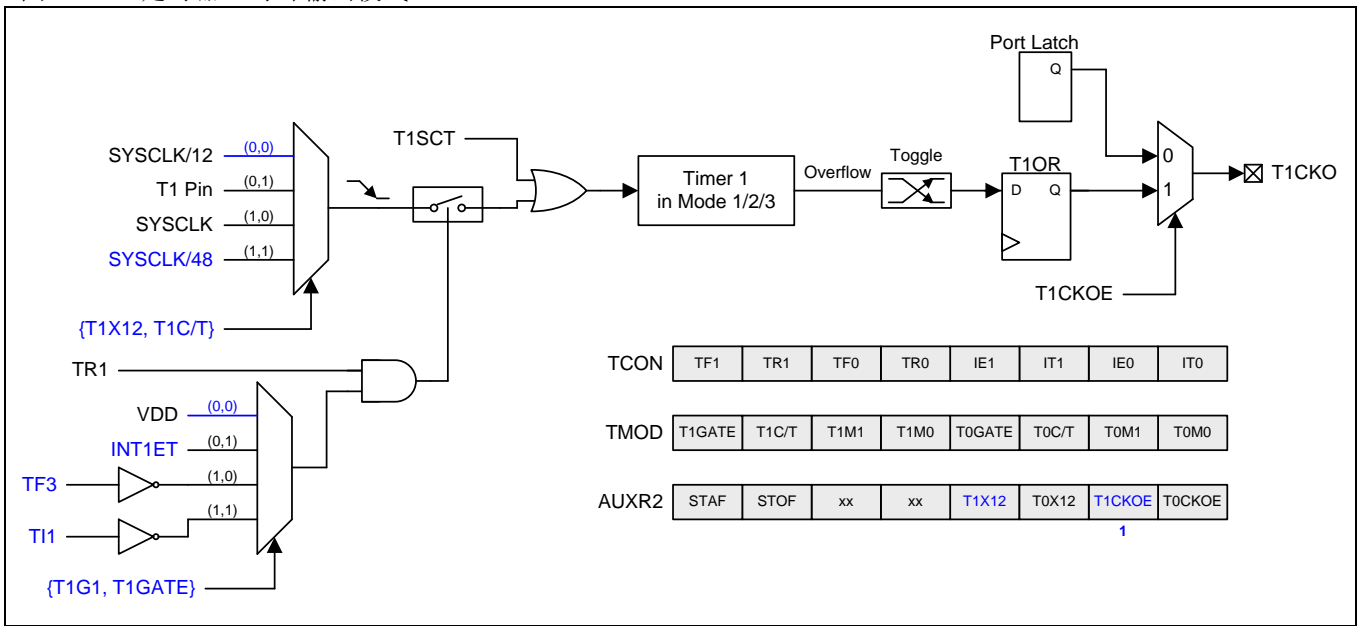 Port Latch
Q
SYSCLK/12
(0,0)
T1 Pin
(0,1)
SYSCLK
(1,0)
SYSCLK/48
(1,1)
{T1X12, T1C/T}
T1SCT
Timer 1
in Mode 1/2/3
Overflow
Toggle
T1OR
D
Q
0
1
T1CKO
T1CKOE
TR1
VDD
(0,0)
INT1ET
(0,1)
TF3
(1,0)
TI1
(1,1)
{T1G1, T1GATE}
TCON TF1 TR1 TF0 TR0 IE1 IT1 IE0 IT0
TMOD T1GATE T1C/T T1M1 T1M0 T0GATE T0C/T T0M1 T0M0
AUXR2 STAF STOF xx xx T1X12 T0X12 T1CKOE T0CKOE
1